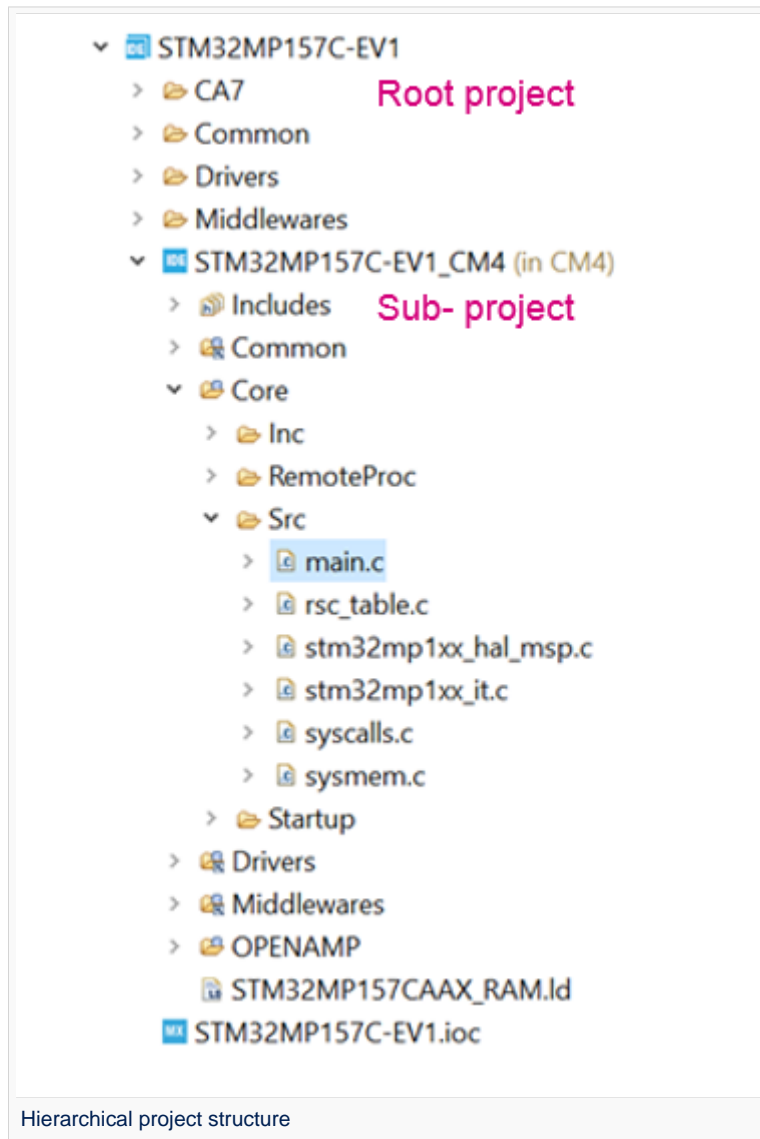 STM32MP157C-EV1
CA7 Root project
Common
Drivers
Middlewares
STM32MP157C-EV1_CM4 (in CM4)
Includes Sub- project
Common
Core
Inc
RemoteProc
Src
main.c
rsc_table.c
stm32mp1xx_hal_msp.c
stm32mp1xx_it.c
syscalls.c
sysmem.c
Startup
Drivers
Middlewares
OPENAMP
STM32MP157CAAX_RAM.ld
STM32MP157C-EV1.ioc
Hierarchical project structure